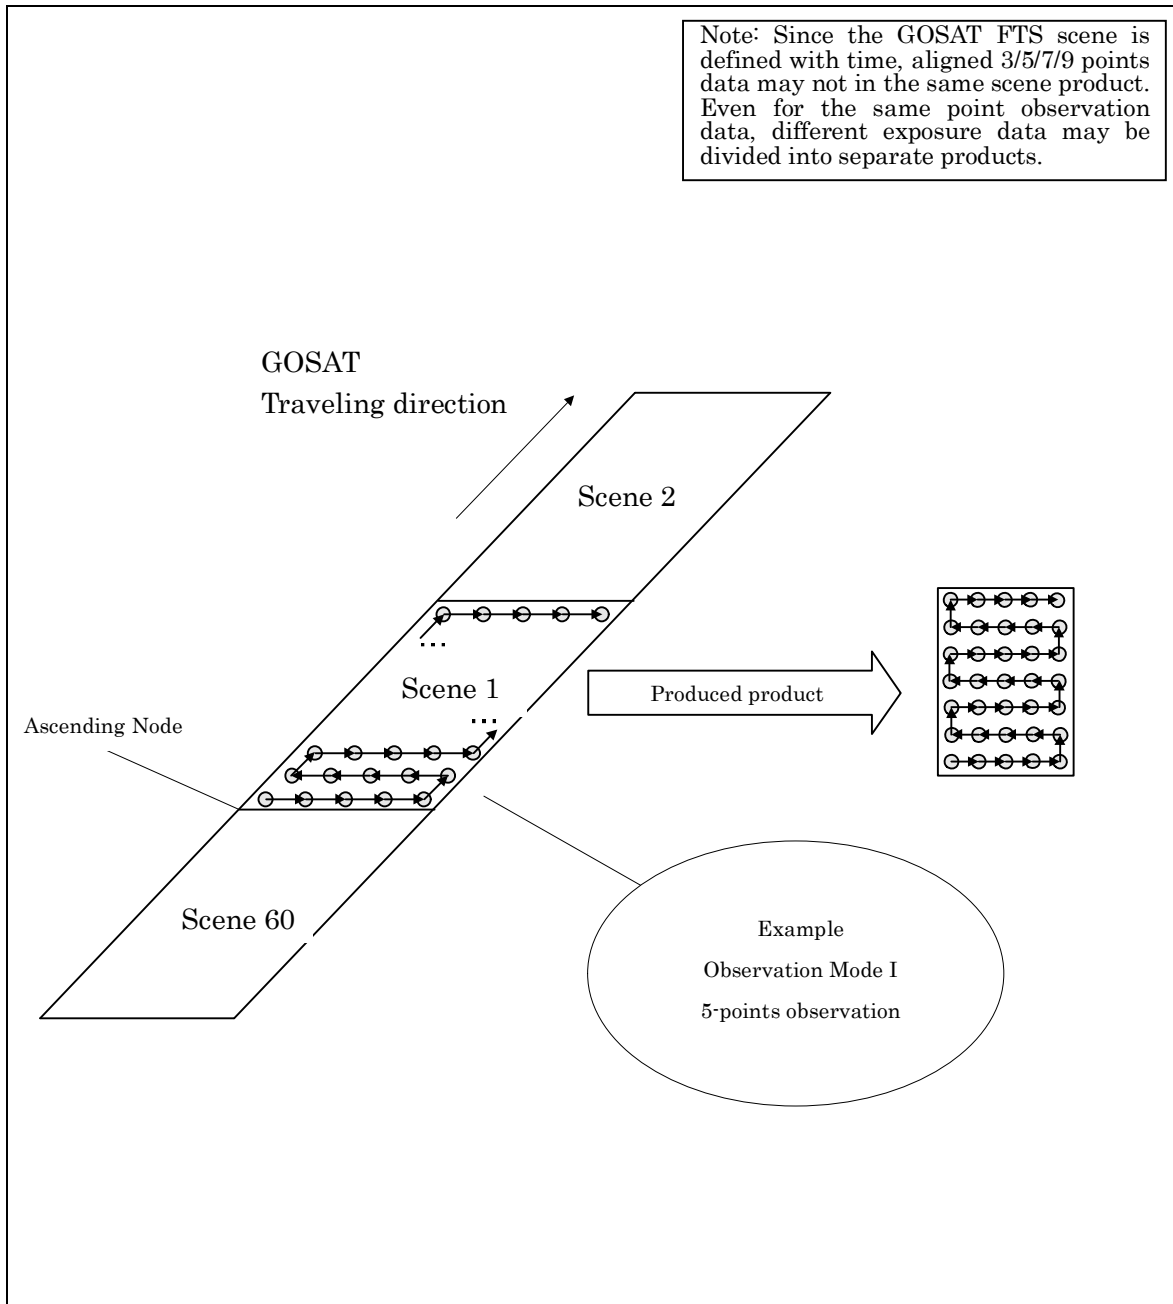 Note: Since the GOSAT FTS scene is
defined with time, aligned 3/5/7/9 points
data may not in the same scene product.
Even for the same point observation
data, different exposure data may be
divided into separate products.
GOSAT
Traveling direction
Scene 2
...
Scene 1
Produced product
...
Ascending Node
Scene 60
Example
Observation Mode I
5-points observation